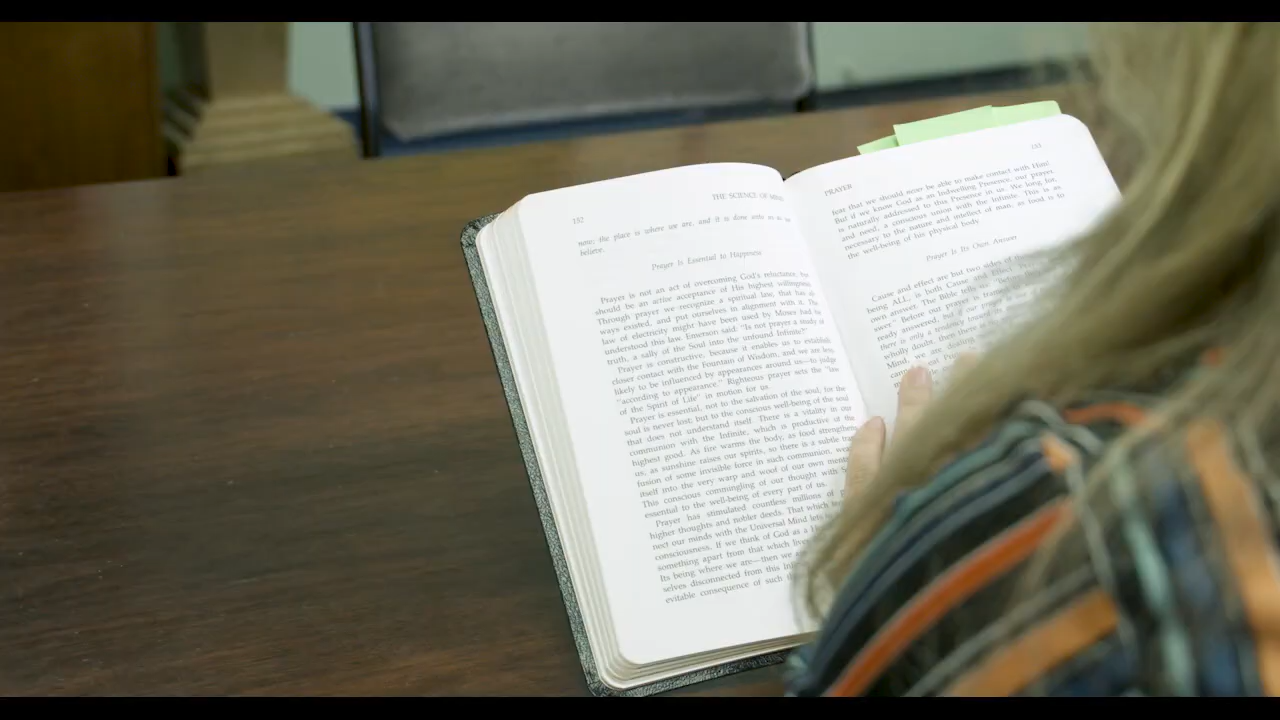 152
THE SCIENCE OF MIND
now: the place is where we are, and it is done unto us as we
believe.
Prayer Is Essential to Happiness
Prayer is not an act of overcoming God's reluctance, but
should be an active acceptance of His highest willingness.
Through prayer we recognize a spiritual law, that has al-
ways existed, and put ourselves in alignment with it. The
law of electricity might have been used by Moses had he
understood this law. Emerson said: "Is not prayer a study of
truth, a sally of the Soul into the unfound Infinite?"
Prayer is constructive, because it enables us to establish
closer contact with the Fountain of Wisdom, and we are less
likely to be influenced by appearances around us—to judge
"according to appearance." Righteous prayer sets the "law
of the Spirit of Life" in motion for us.
Prayer is essential, not to the salvation of the soul; for the
soul is never lost; but to the conscious well-being of the soul
that does not understand itself. There is a vitality in our
communion with the Infinite, which is productive of the
highest good. As fire warms the body, as food strengthens
us, as sunshine raises our spirits, so there is a subtle trans
fusion of some invisible force in such communion, we
itself into the very warp and woof of our own menta
This conscious commingling of our thought with S
essential to the well-being of every part of us.
Prayer has stimulated countless millions of p
higher thoughts and nobler deeds. That which
nect our minds with the Universal Mind lets
consciousness. If we think of God as a H
something apart from that which lives
Its being where we are—then we a
selves disconnected from this Inf
evitable consequence of such
153
PRAYER
fear that we should never be able to make contact with Him!
But if we know God as an Indwelling Presence, our prayer
is naturally addressed to this Presence in us. We long for,
and need, a conscious union with the Infinite. This is as
necessary to the nature and intellect of man, as food is to
the well-being of his physical body.
Prayer Is Its Own Answer
Cause and effect are but two sides of
being ALL, is both Cause and Effect.
own answer. The Bible tells us: "Before
swer." Before our prayer is framed
ready answered, but if our prayer is
there is only a tendency toward
wholly doubt, then there is
Mind, we are dealing